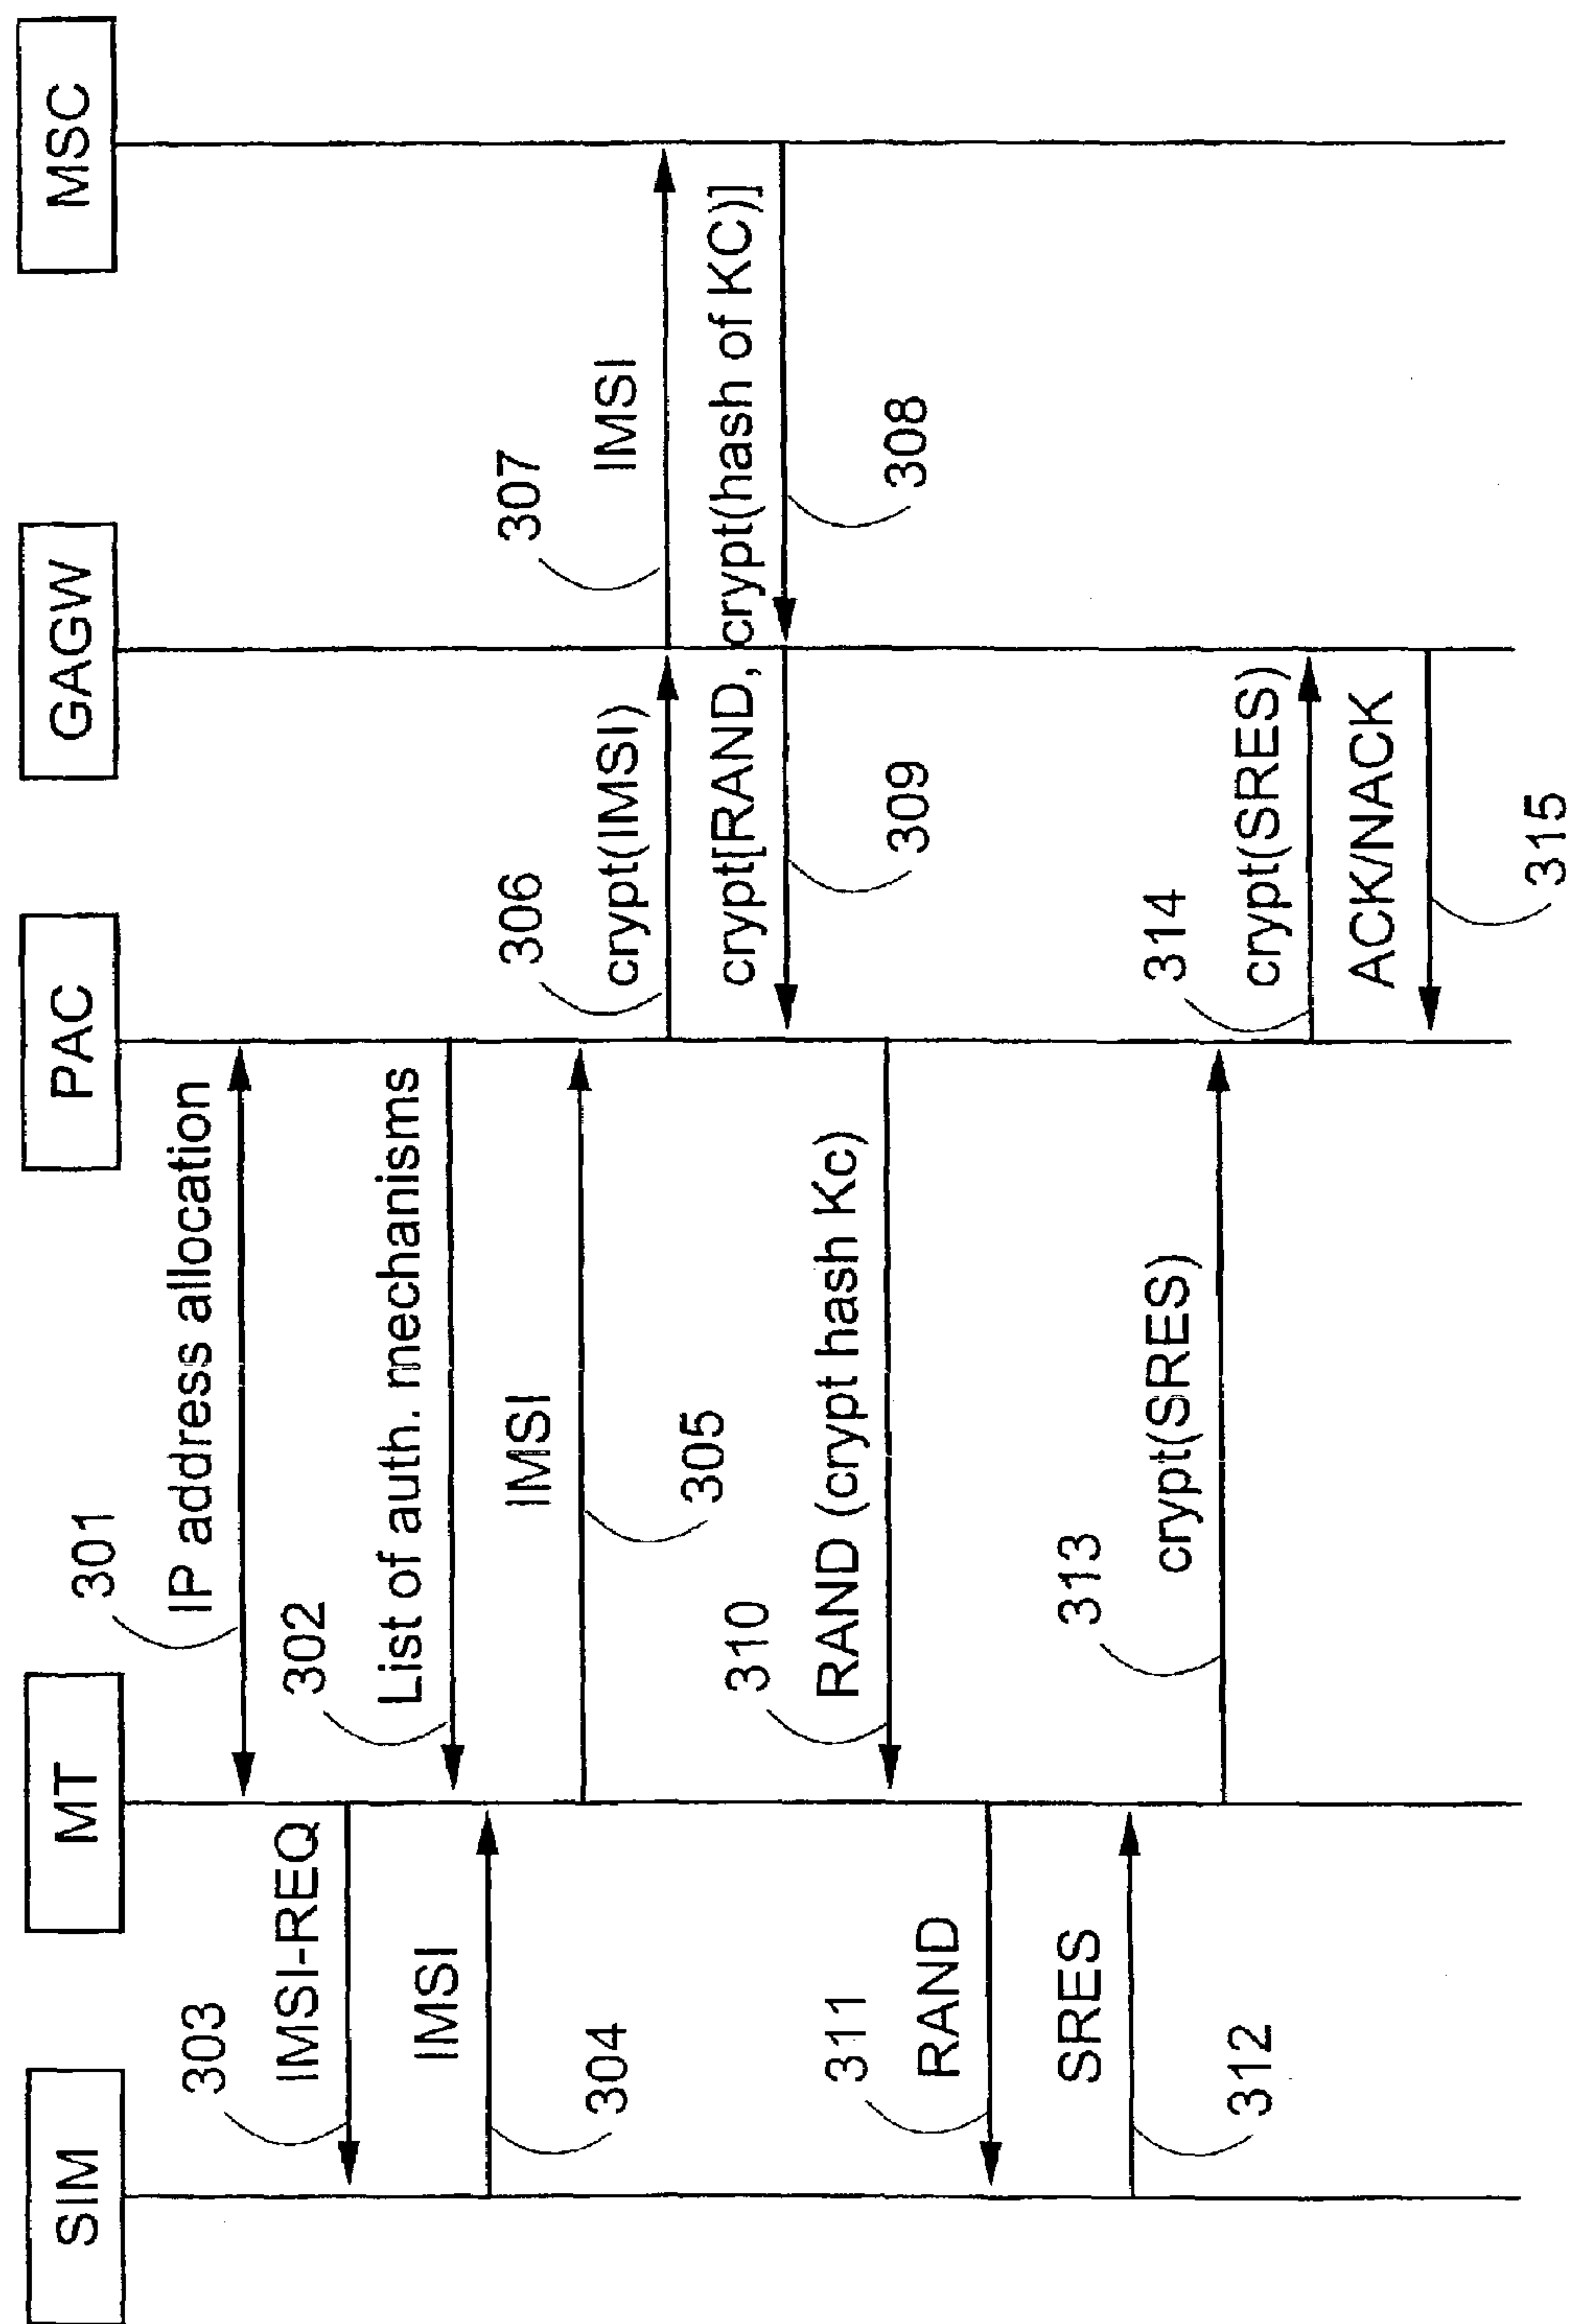 SIM
MT
PAC
GAGW
MSC
301
IP address allocation
302
303
IMSI-REQ
List of auth. mechanisms
IMSI
304
IMSI
305
306
crypt(IMSI)
307
IMSI
crypt[RAND, crypt(hash of KC)]
308
309
310
RAND (crypt hash Kc)
311
RAND
SRES
312
313
crypt(SRES)
314
crypt(SRES)
ACK/NACK
315